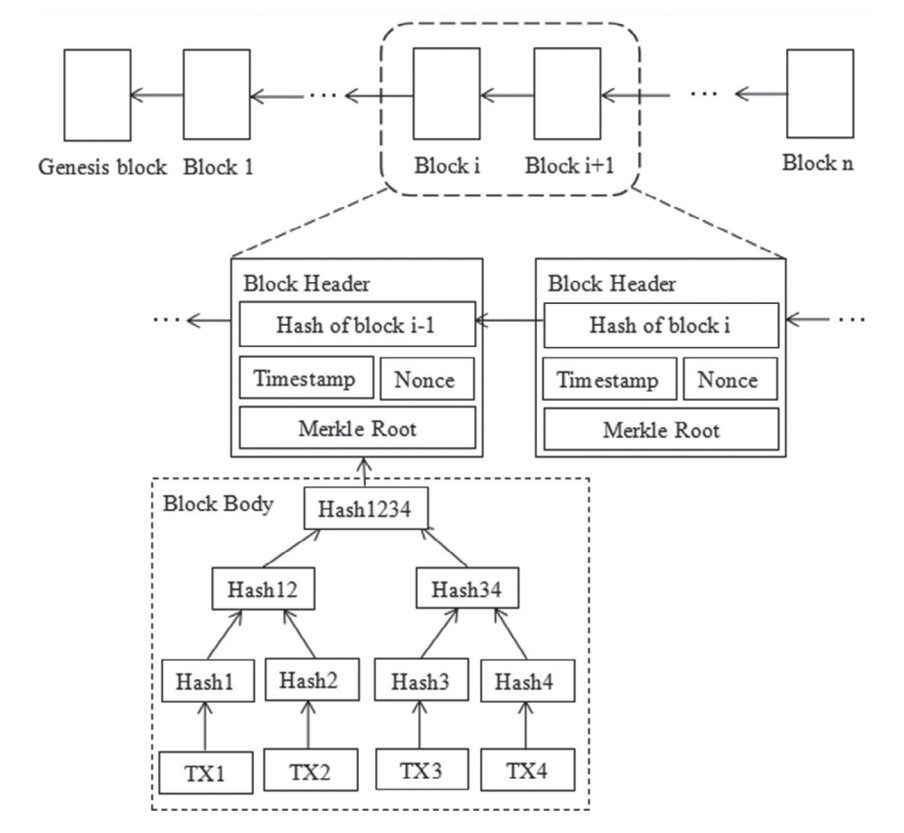 ... ...
Genesis block Block 1 Block i Block i+1 Block n
Block Header Block Header
... Hash of block i-1 Hash of block i ...
Timestamp Nonce Timestamp Nonce
Merkle Root Merkle Root
Block Body Hash1234
Hash12 Hash34
Hash1 Hash2 Hash3 Hash4
TX1 TX2 TX3 TX4